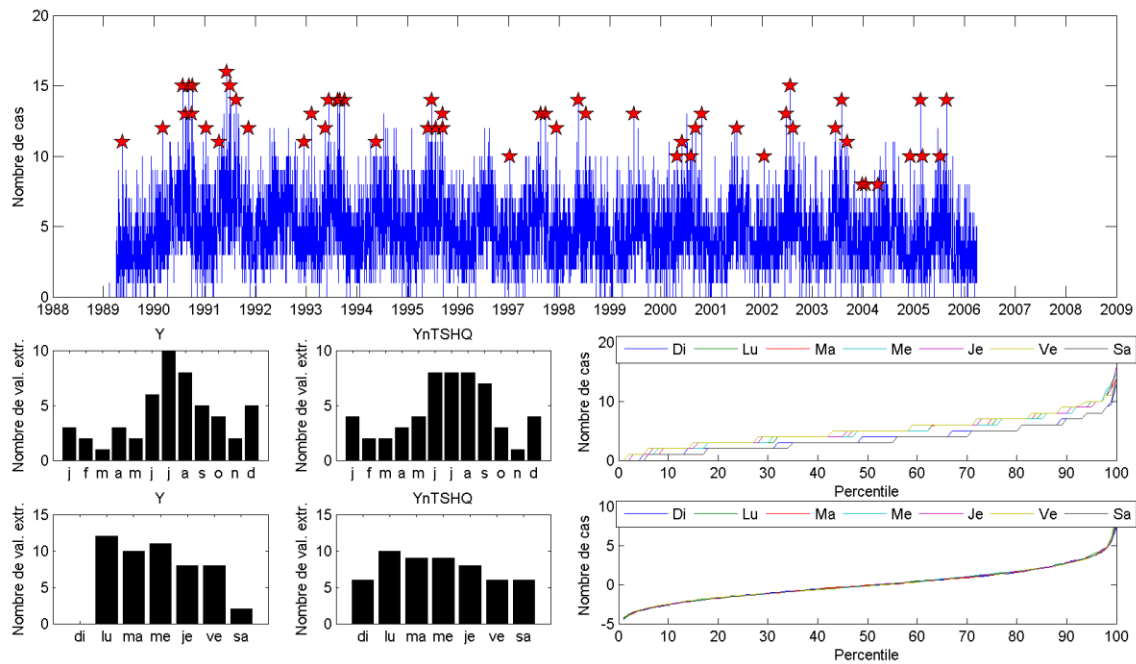 20
15
10
5
0
Nombre de cas
1988 1989 1990 1991 1992 1993 1994 1995 1996 1997 1998 1999 2000 2001 2002 2003 2004 2005 2006 2007 2008 2009
Y
10
5
0
Nombre de val. extr.
j f m a m j j a s o n d
YnTSHQ
10
5
0
Nombre de val. extr.
j f m a m j j a s o n d
20
10
0
Nombre de cas
Di Lu Ma Me Je Ve Sa
0 10 20 30 40 50 60 70 80 90 100
Percentile
Y
15
10
5
0
Nombre de val. extr.
di lu ma me je ve sa
YnTSHQ
15
10
5
0
Nombre de val. extr.
di lu ma me je ve sa
10
5
0
-5
Nombre de cas
Di Lu Ma Me Je Ve Sa
0 10 20 30 40 50 60 70 80 90 100
Percentile